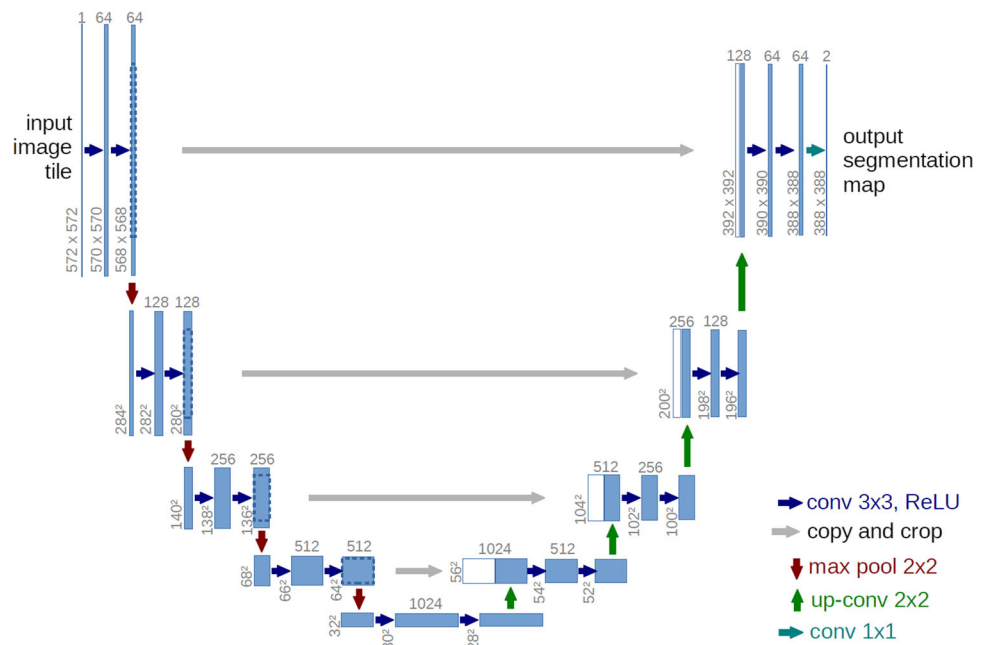 1 64 64
input
image
tile
572 x 572
570 x 570
568 x 568
128 64 64 2
output
segmentation
map
392 x 392
390 x 390
388 x 388
388 x 388
128 128
284²
282²
280²
256 128
200²
198²
196²
256 256
140²
138²
136²
512 256
104²
102²
100²
512 512
68²
66²
64²
1024 512
56²
54²
52²
1024
32²
conv 3x3, ReLU
copy and crop
max pool 2x2
up-conv 2x2
conv 1x1